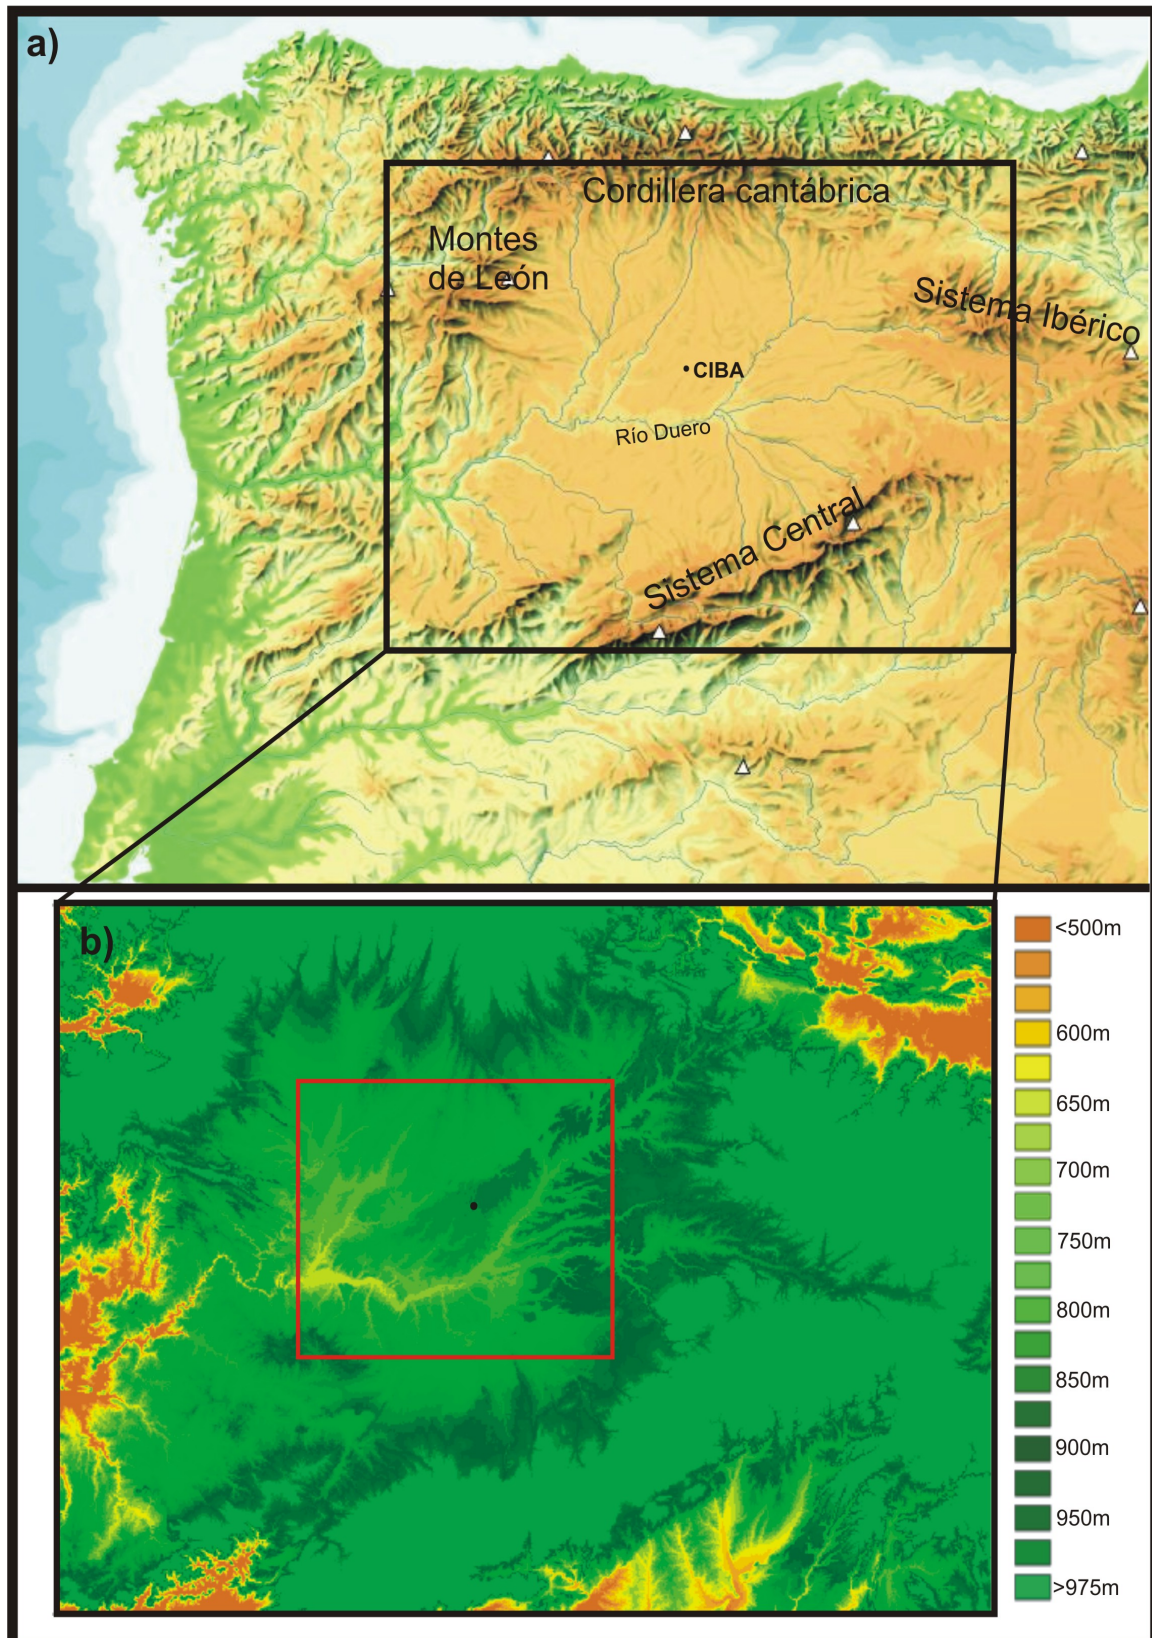 a)
Cordillera cantábrica
Montes
de León
Sistema Ibérico
CIBA
Río Duero
Sistema Central
b)
<500m
600m
650m
700m
750m
800m
850m
900m
950m
>975m